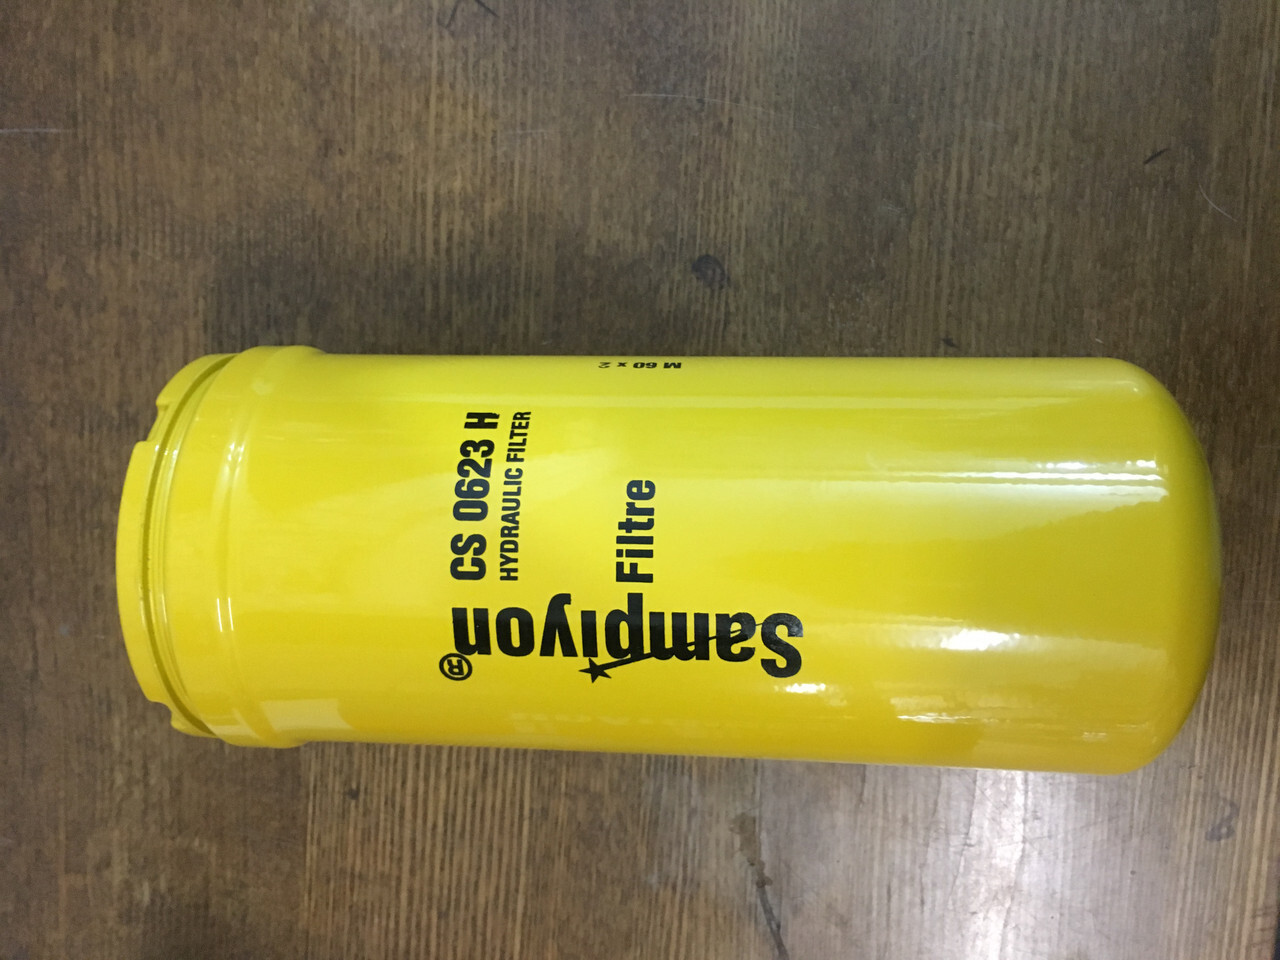 Sampiyon®
Filtre
CS 0623 H
HYDRAULIC FILTER
M 60 x 2